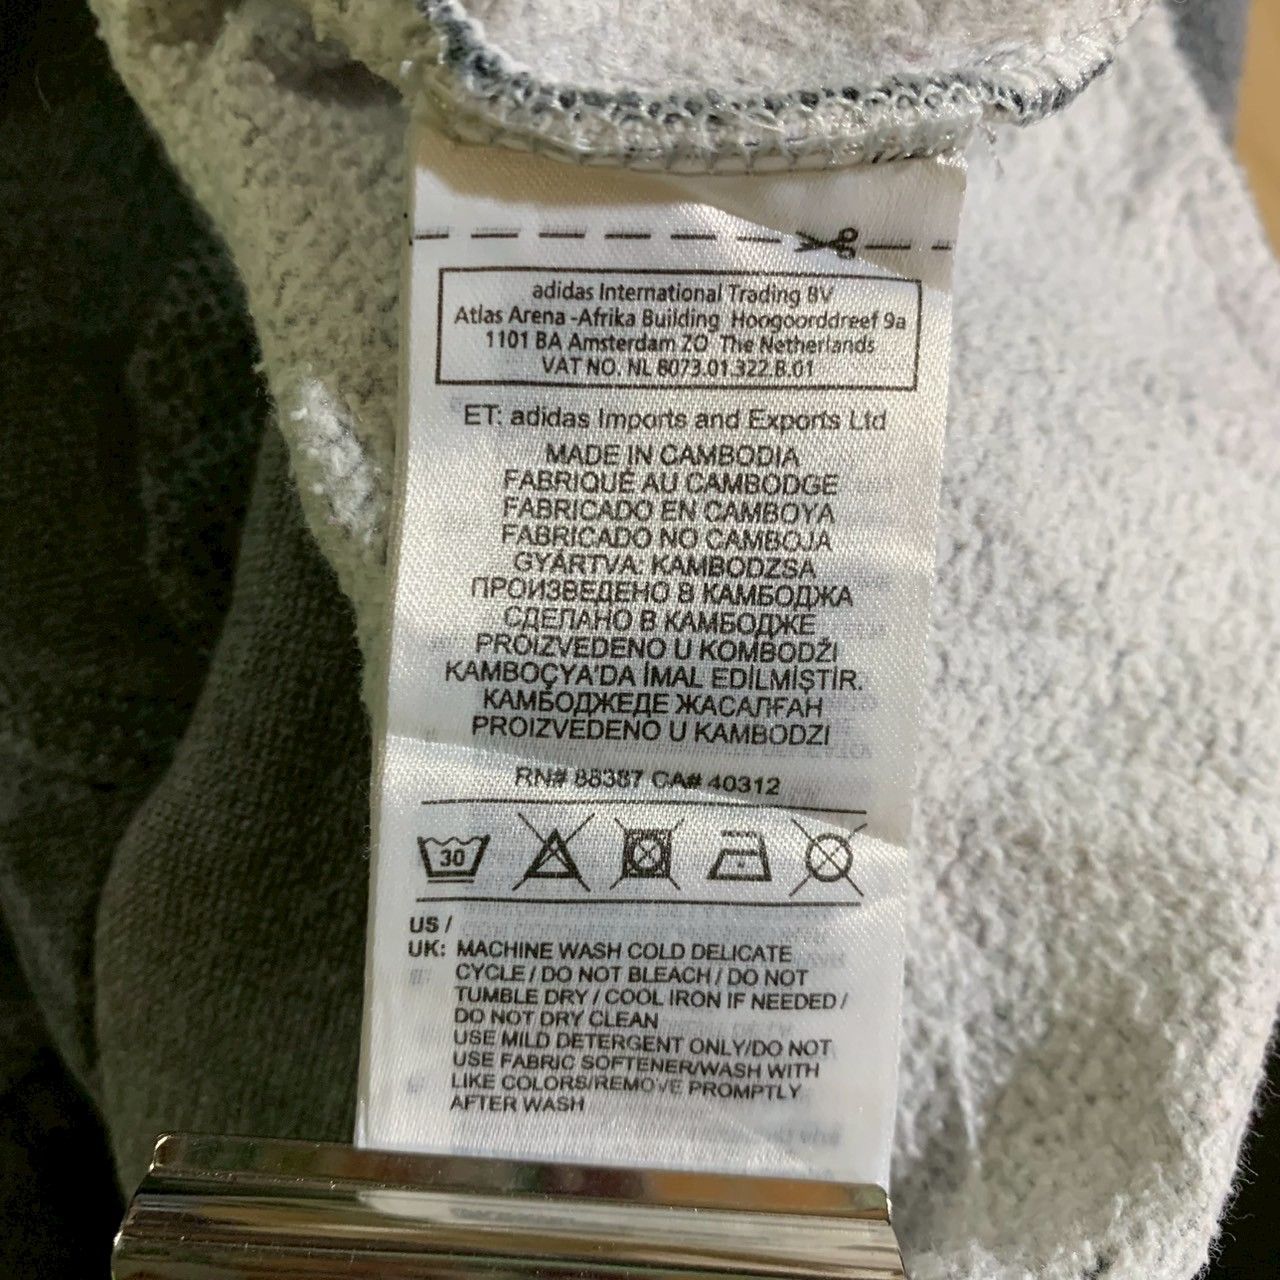 adidas International Trading BV
Atlas Arena -Afrika Building Hoogoorddreef 9a
1101 BA Amsterdam ZO The Netherlands
VAT NO. NL 8073.01.322.B.01
ET: adidas Imports and Exports Ltd
MADE IN CAMBODIA
FABRIQUÉ AU CAMBODGE
FABRICADO EN CAMBOYA
FABRICADO NO CAMBOJA
GYÁRTVA: KAMBODZSA
ПРОИЗВЕДЕНО В КАМБОДЖА
СДЕЛАНО В КАМБОДЖЕ
PROIZVEDENO U KOMBODŽI
KAMBOÇYA'DA İMAL EDİLMİŞTİR.
КАМБОДЖЕДЕ ЖАСАЛҒАН
PROIZVEDENO U KAMBODZI
RN# 88387 CA# 40312
30
US /
UK: MACHINE WASH COLD DELICATE
CYCLE / DO NOT BLEACH / DO NOT
TUMBLE DRY / COOL IRON IF NEEDED /
DO NOT DRY CLEAN
USE MILD DETERGENT ONLY/DO NOT
USE FABRIC SOFTENER/WASH WITH
LIKE COLORS/REMOVE PROMPTLY
AFTER WASH